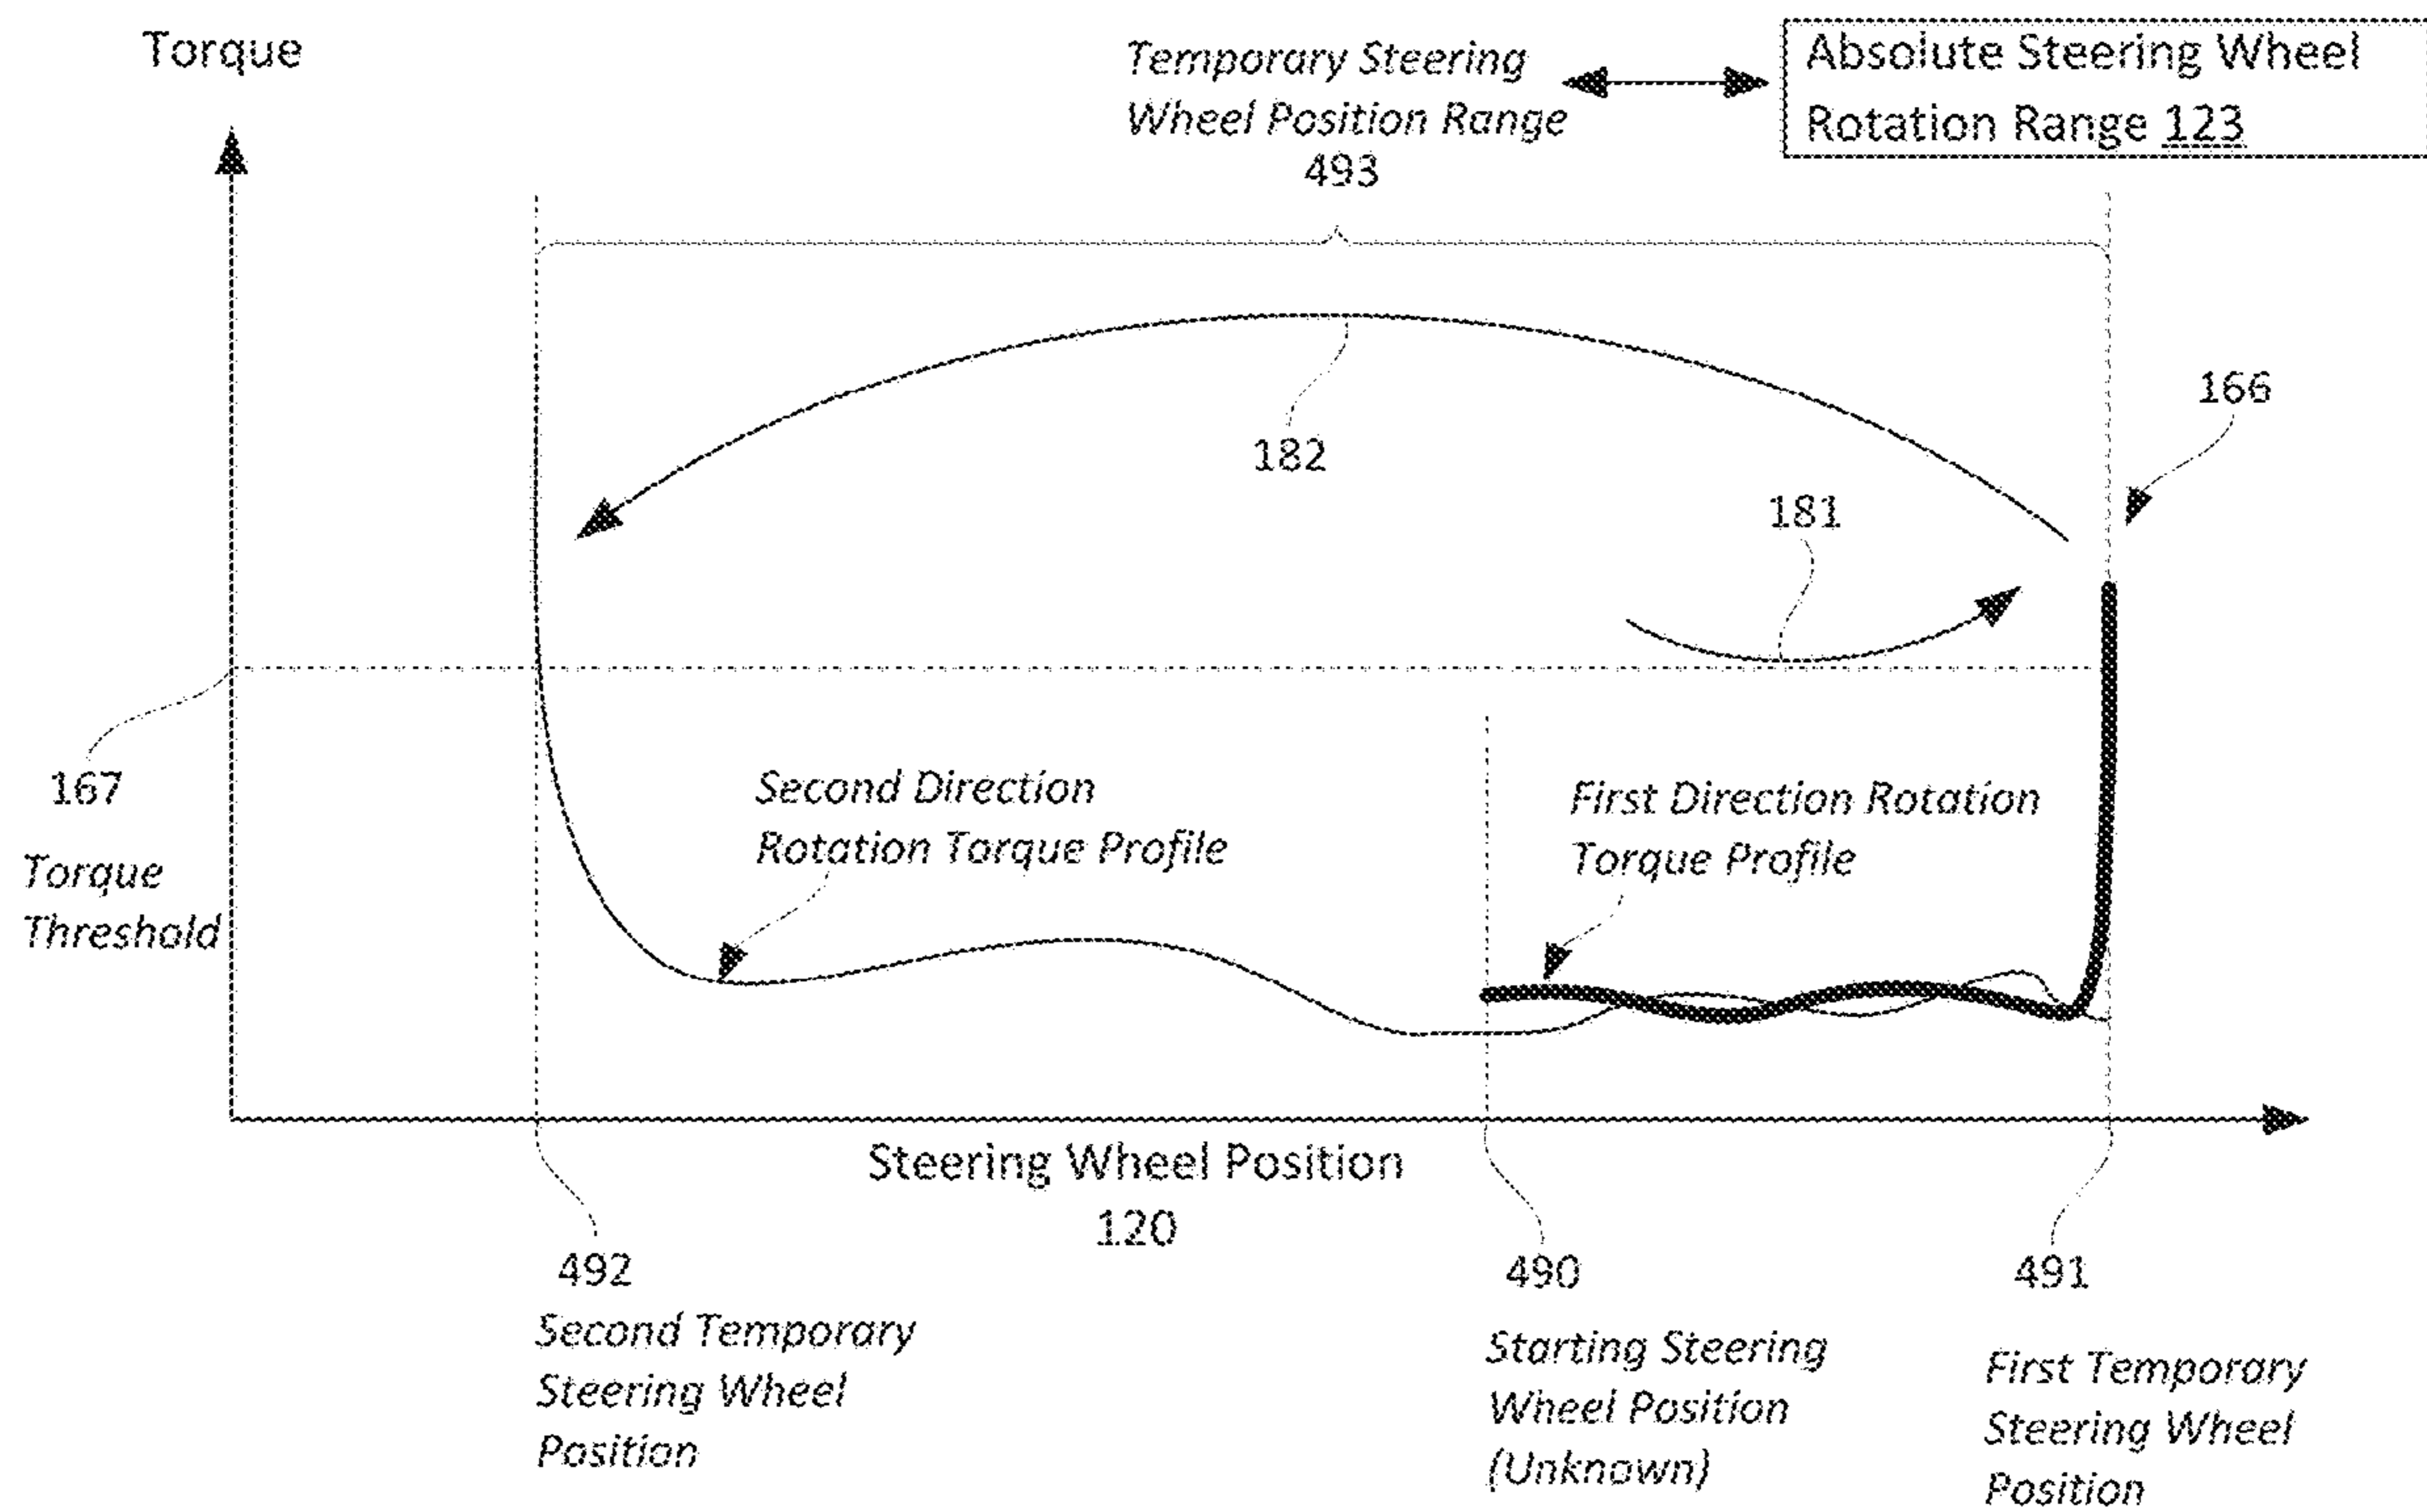 Torque
Temporary Steering
Wheel Position Range
493
Absolute Steering Wheel
Rotation Range 123
166
182
181
167
Torque
Threshold
Second Direction
Rotation Torque Profile
First Direction Rotation
Torque Profile
Steering Wheel Position
120
492
Second Temporary
Steering Wheel
Position
490
Starting Steering
Wheel Position
(Unknown)
491
First Temporary
Steering Wheel
Position